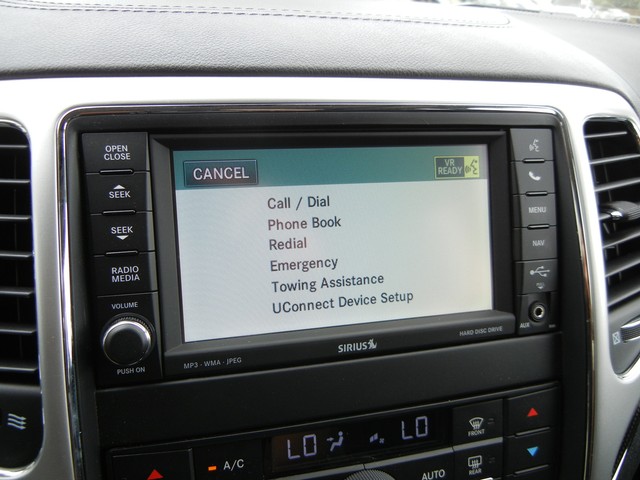 OPEN
CLOSE
SEEK
SEEK
RADIO
MEDIA
VOLUME
PUSH ON
CANCEL
VR
READY
Call / Dial
Phone Book
Redial
Emergency
Towing Assistance
UConnect Device Setup
MP3 - WMA - JPEG
SIRIUS
HARD DISC DRIVE
MENU
NAV
AUX
LO
LO
A/C
AUTO
FRONT
REAR